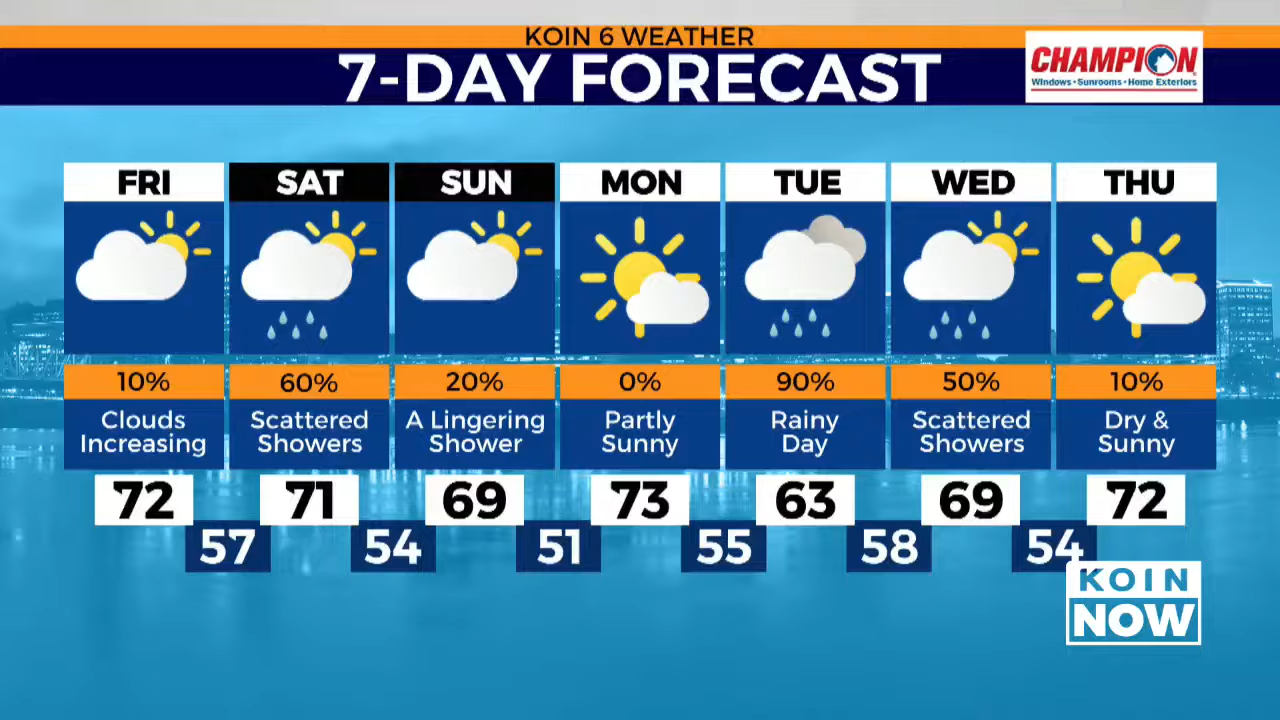 KOIN 6 WEATHER
7-DAY FORECAST
CHAMPION
Windows • Sunrooms • Home Exteriors
FRI
SAT
SUN
MON
TUE
WED
THU
10%
60%
20%
0%
90%
50%
10%
Clouds
Increasing
Scattered
Showers
A Lingering
Shower
Partly
Sunny
Rainy
Day
Scattered
Showers
Dry &
Sunny
72
71
69
73
63
69
72
57
54
51
55
58
54
KOIN
NOW